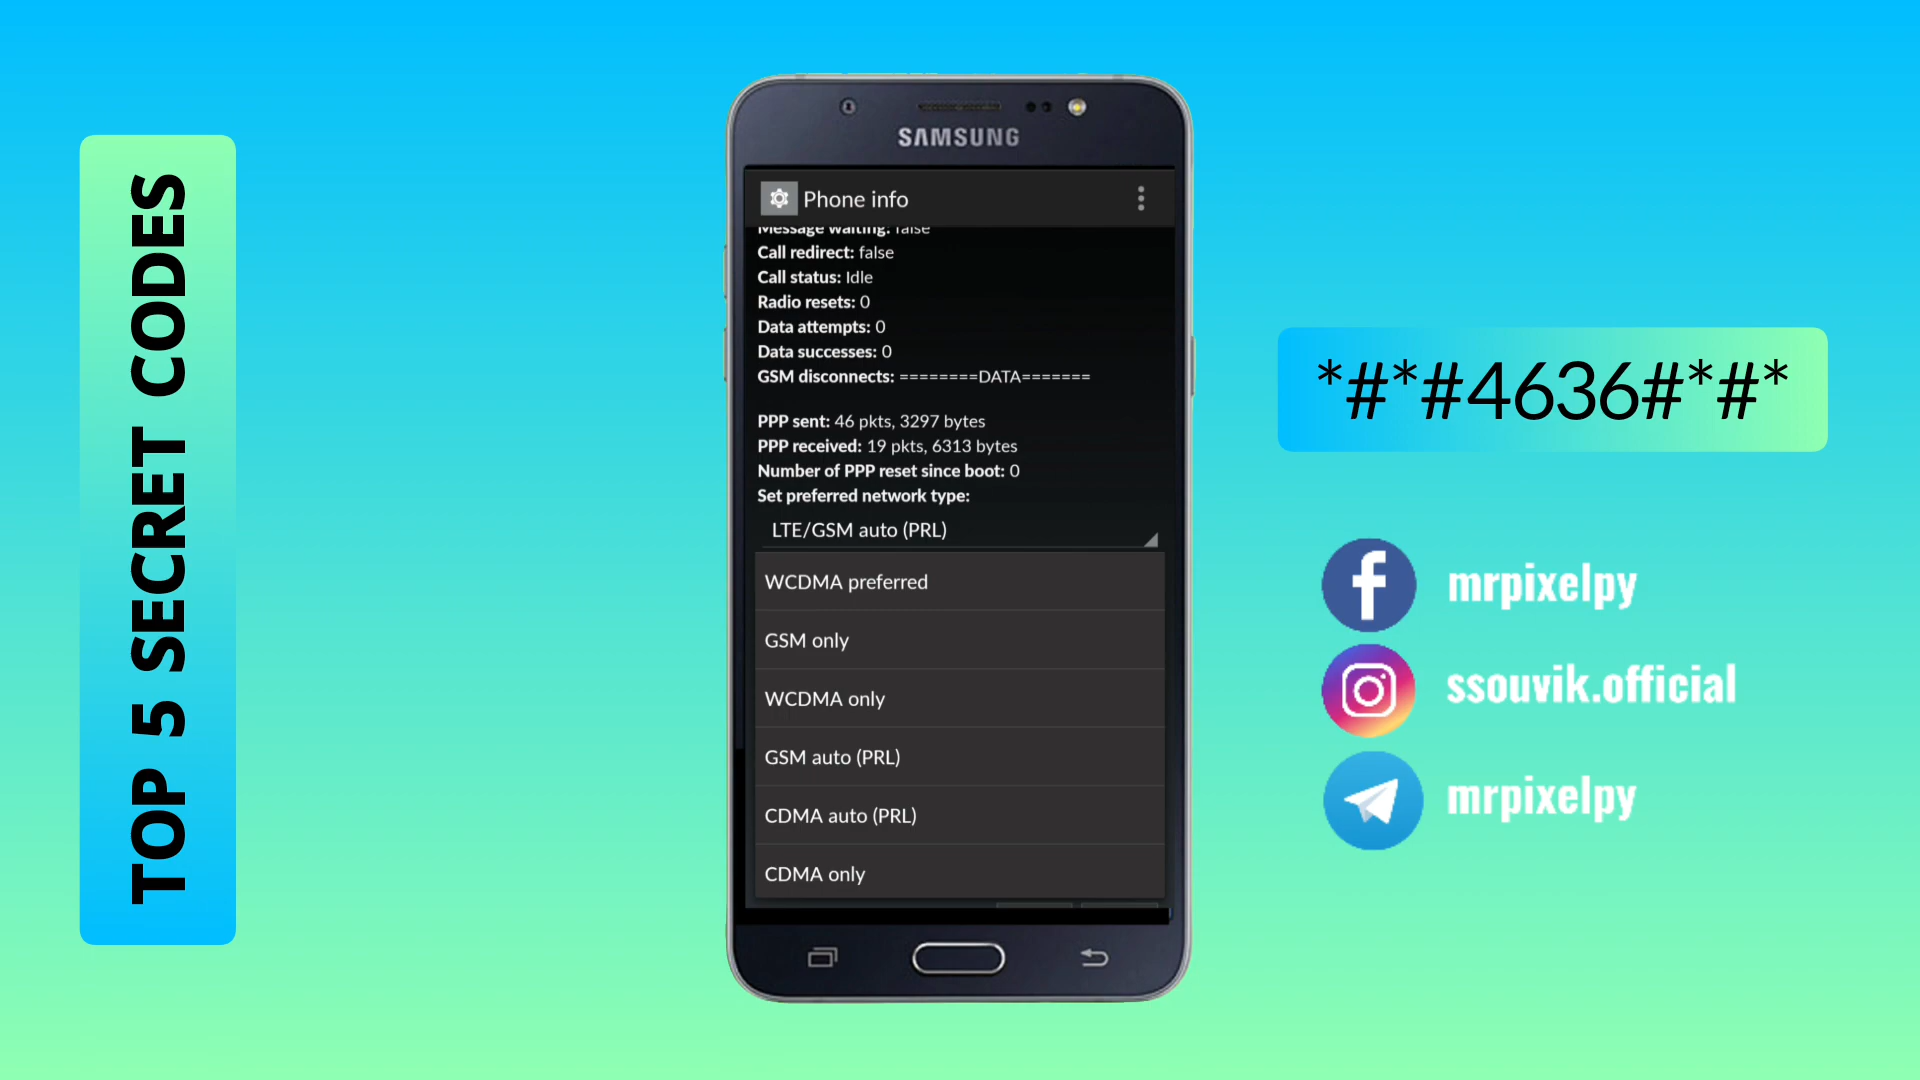 TOP 5 SECRET CODES
SAMSUNG
Phone info
Message waiting: false
Call redirect: false
Call status: Idle
Radio resets: 0
Data attempts: 0
Data successes: 0
GSM disconnects: ========DATA=======
PPP sent: 46 pkts, 3297 bytes
PPP received: 19 pkts, 6313 bytes
Number of PPP reset since boot: 0
Set preferred network type:
LTE/GSM auto (PRL)
WCDMA preferred
GSM only
WCDMA only
GSM auto (PRL)
CDMA auto (PRL)
CDMA only
*#*#4636#*#*
mrpixelpy
ssouvik.official
mrpixelpy